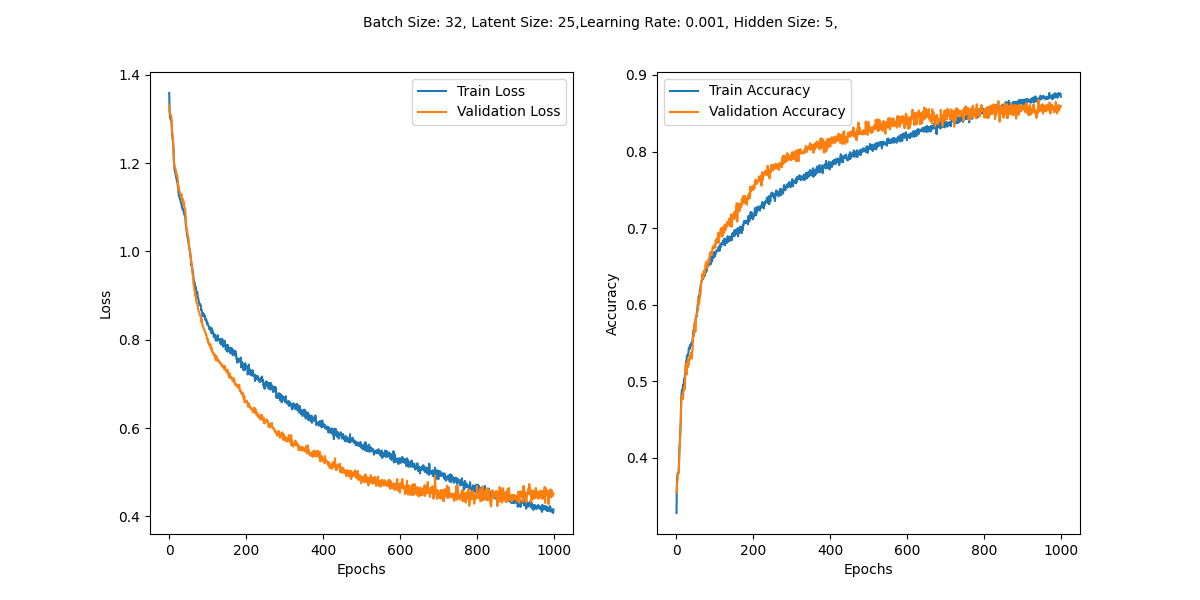 Batch Size: 32, Latent Size: 25,Learning Rate: 0.001, Hidden Size: 5,
1.4
1.2
1.0
0.8
0.6
0.4
Loss
Train Loss
Validation Loss
0 200 400 600 800 1000
Epochs
0.9
0.8
0.7
0.6
0.5
0.4
Accuracy
Train Accuracy
Validation Accuracy
0 200 400 600 800 1000
Epochs